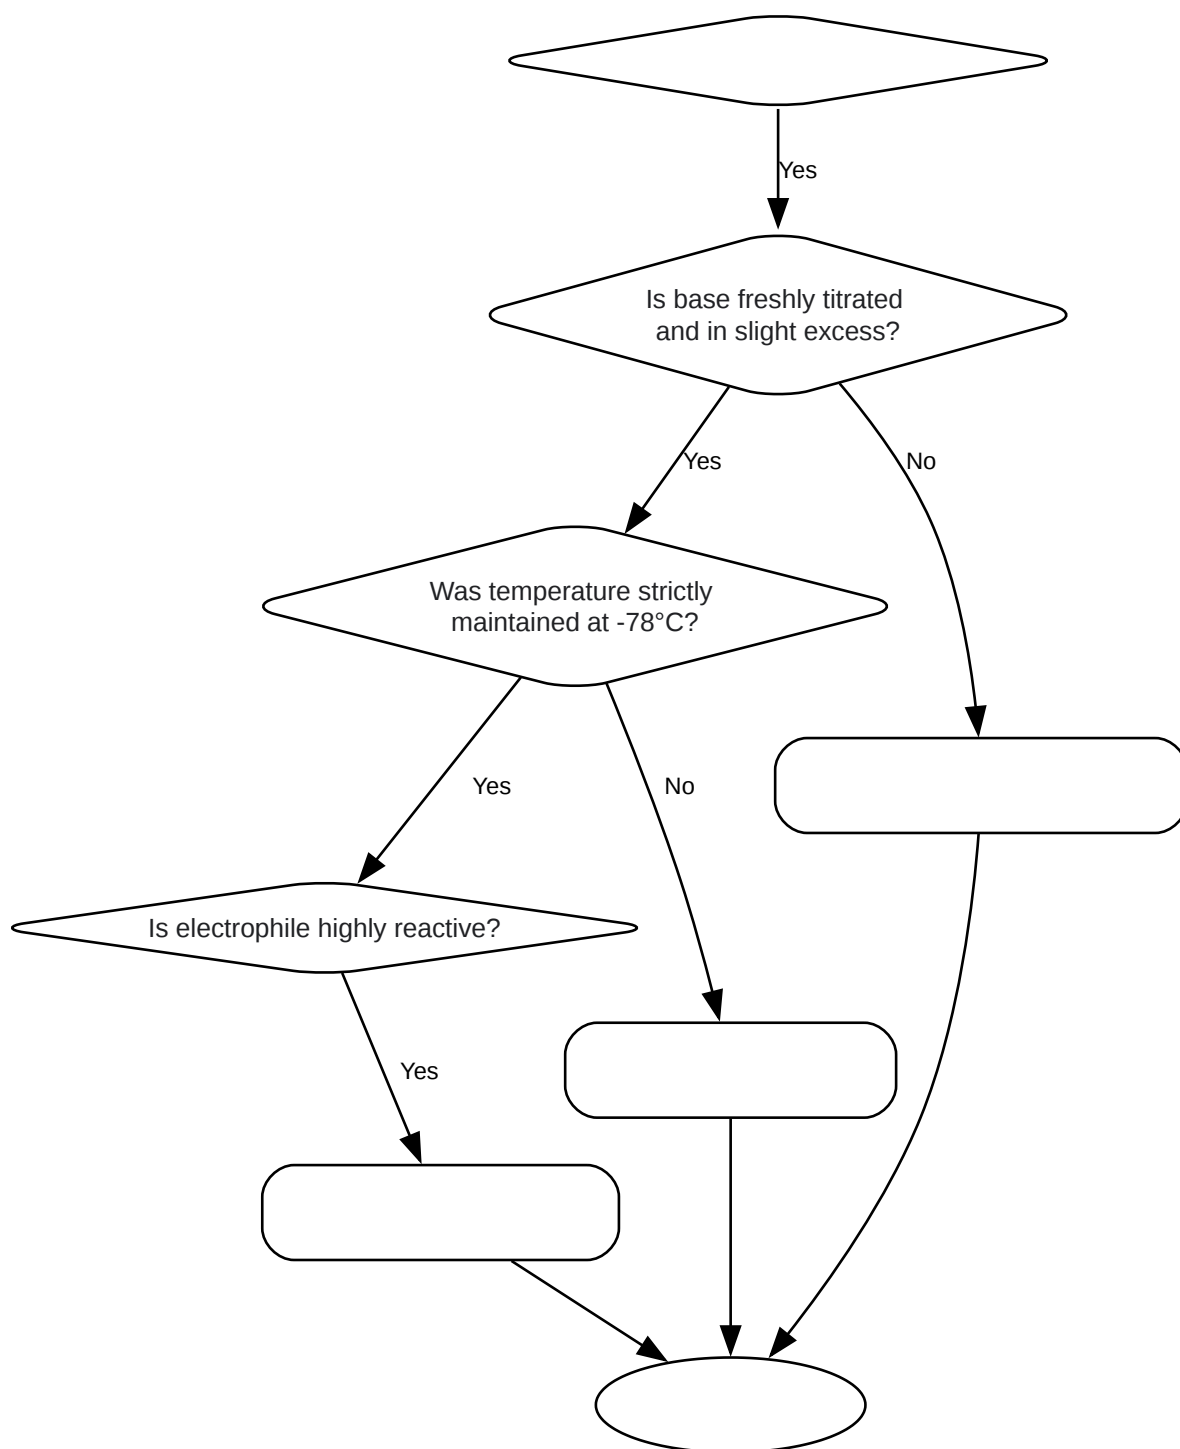 Yes
Is base freshly titrated
and in slight excess?
Yes
No
Was temperature strictly
maintained at -78°C?
Yes
No
Is electrophile highly reactive?
Yes